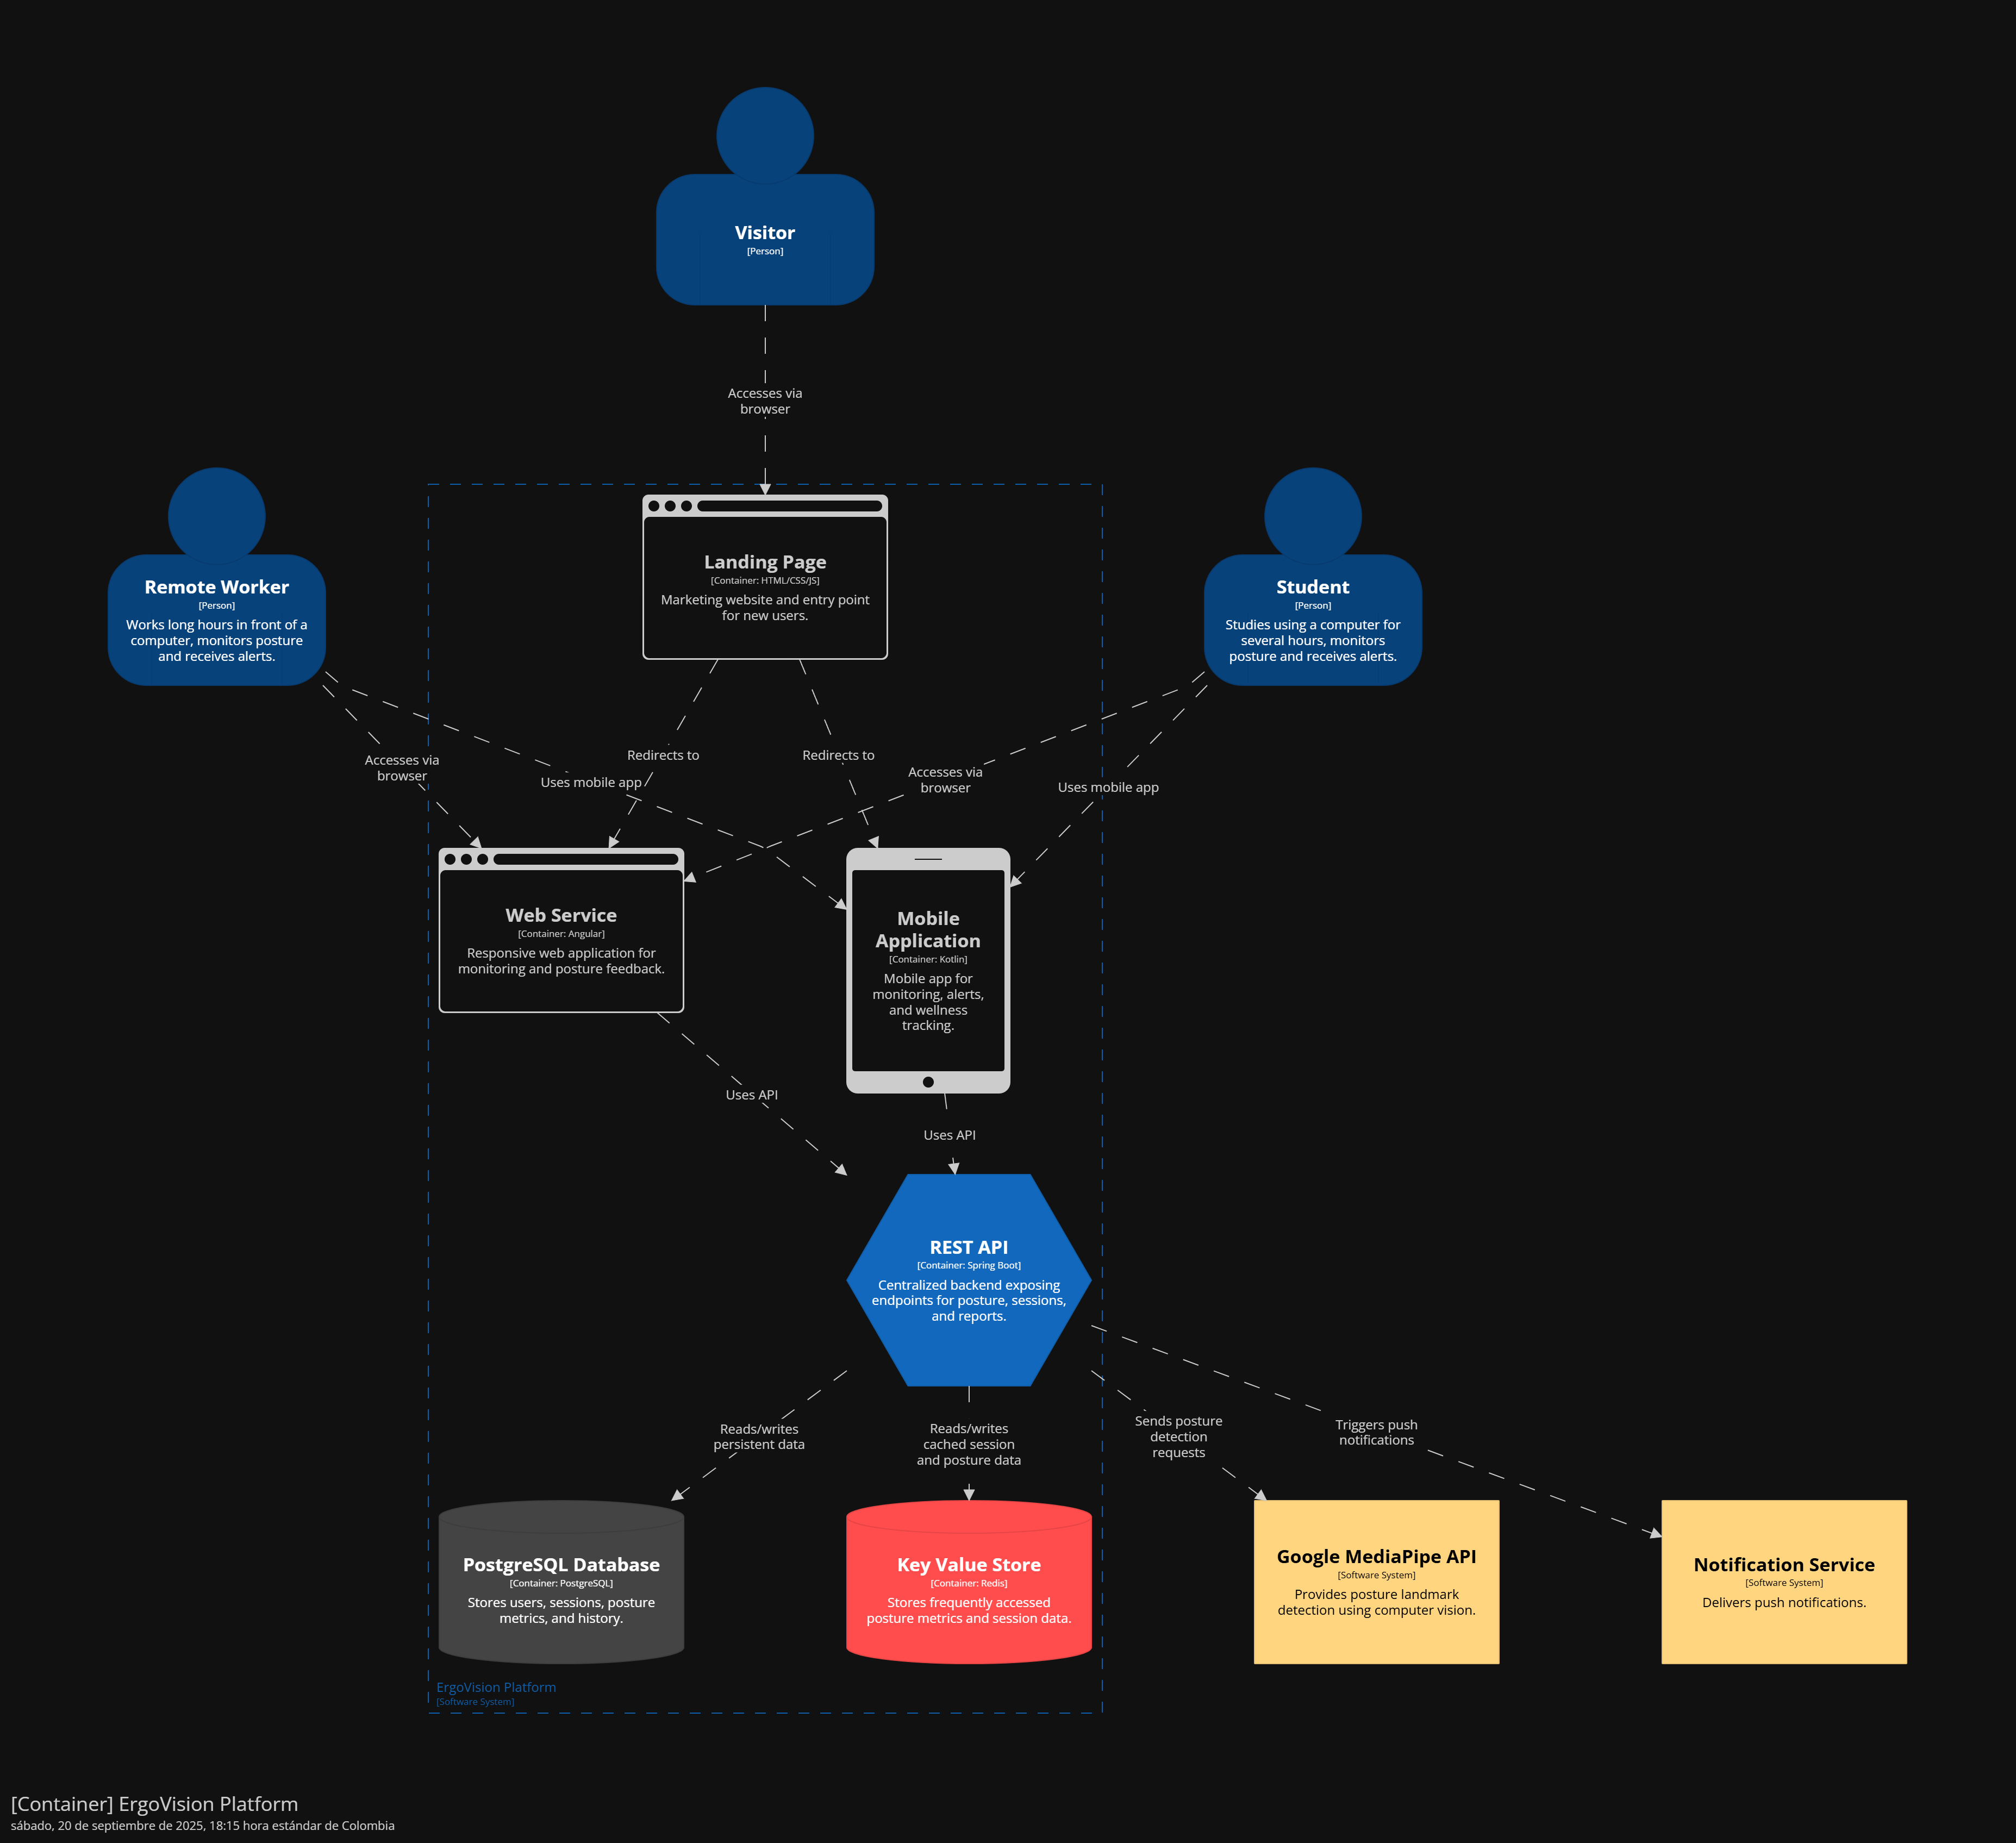 Visitor
[Person]
Accesses via
browser
Remote Worker
[Person]
Works long hours in front of a
computer, monitors posture
and receives alerts.
Landing Page
[Container: HTML/CSS/JS]
Marketing website and entry point
for new users.
Student
[Person]
Studies using a computer for
several hours, monitors
posture and receives alerts.
Accesses via
browser
Uses mobile app
Redirects to
Redirects to
Accesses via
browser
Uses mobile app
Web Service
[Container: Angular]
Responsive web application for
monitoring and posture feedback.
Mobile
Application
[Container: Kotlin]
Mobile app for
monitoring, alerts,
and wellness
tracking.
Uses API
Uses API
REST API
[Container: Spring Boot]
Centralized backend exposing
endpoints for posture, sessions,
and reports.
Reads/writes
persistent data
Reads/writes
cached session
and posture data
Sends posture
detection
requests
Triggers push
notifications
PostgreSQL Database
[Container: PostgreSQL]
Stores users, sessions, posture
metrics, and history.
Key Value Store
[Container: Redis]
Stores frequently accessed
posture metrics and session data.
Google MediaPipe API
[Software System]
Provides posture landmark
detection using computer vision.
Notification Service
[Software System]
Delivers push notifications.
ErgoVision Platform
[Software System]
[Container] ErgoVision Platform
sábado, 20 de septiembre de 2025, 18:15 hora estándar de Colombia